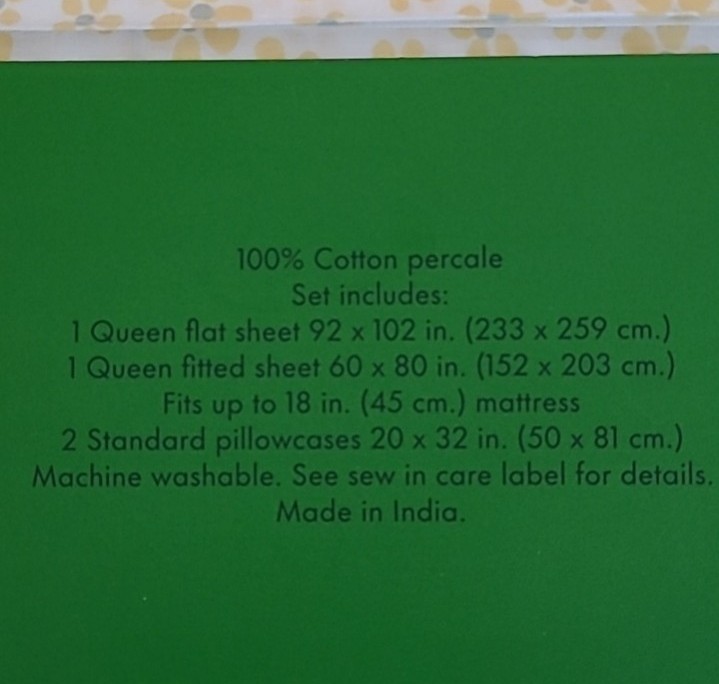 100% Cotton percale
Set includes:
1 Queen flat sheet 92 x 102 in. (233 x 259 cm.)
1 Queen fitted sheet 60 x 80 in. (152 x 203 cm.)
Fits up to 18 in. (45 cm.) mattress
2 Standard pillowcases 20 x 32 in. (50 x 81 cm.)
Machine washable. See sew in care label for details.
Made in India.